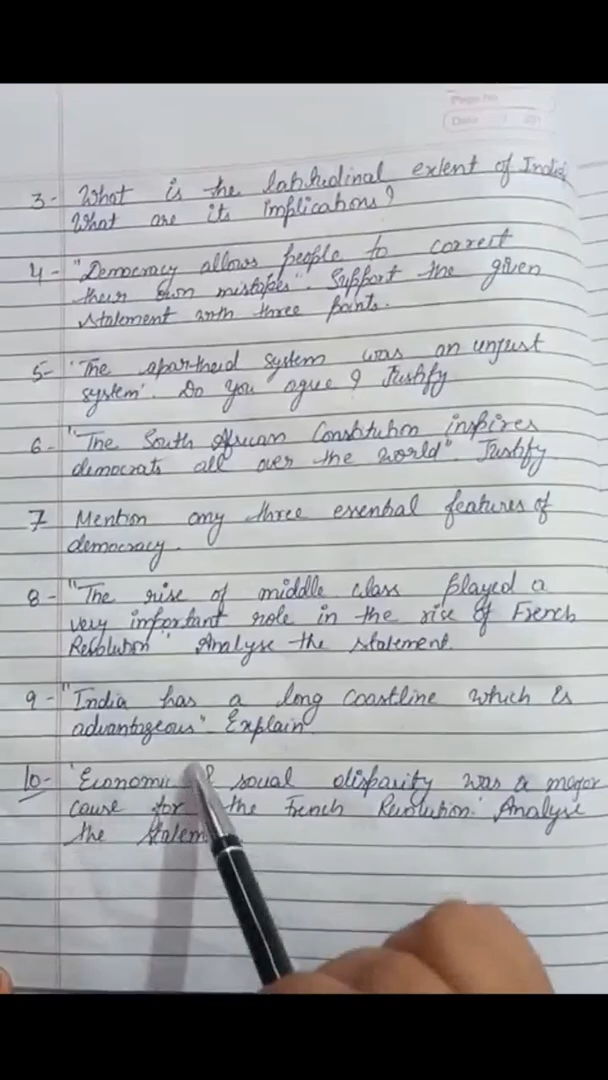 Page No.
Date
3- What is the latitudinal extent of India,
What are its implications?
4- "Democracy allows people to correct
their own mistakes". Support the given
statement with three points.
5- "The apartheid system was an unjust
system". Do you agree? Justify
6- "The South African Constitution inspires
democrats all over the world". Justify
7 Mention any three essential features of
democracy.
8- "The rise of middle class played a
very important role in the rise of French
Revolution" Analyse the statement.
9- "India has a long coastline which is
advantageous" Explain
10- "Economic & social disparity was a major
cause for the French Revolution." Analyse
the statem